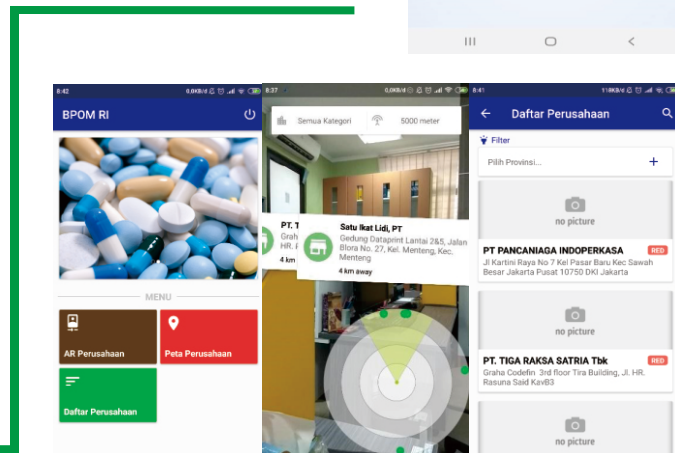 8:42
BPOM RI
MENU
AR Perusahaan
Peta Perusahaan
Daftar Perusahaan
8:37
Semua Kategori
5000 meter
PT. T
Grah
HR. F
4 km
Satu Ikat Lidi, PT
Gedung Dataprint Lantai 2&5, Jalan
Blora No. 27, Kel. Menteng, Kec.
Menteng
4 km away
8:41
Daftar Perusahaan
Filter
Pilih Provinsi...
no picture
PT PANCANIAGA INDOPERKASA RED
Jl Kartini Raya No 7 Kel Pasar Baru Kec Sawah
Besar Jakarta Pusat 10750 DKI Jakarta
no picture
PT. TIGA RAKSA SATRIA Tbk RED
Graha Codefin 3rd floor Tira Building, Jl. HR.
Rasuna Said KavB3
no picture